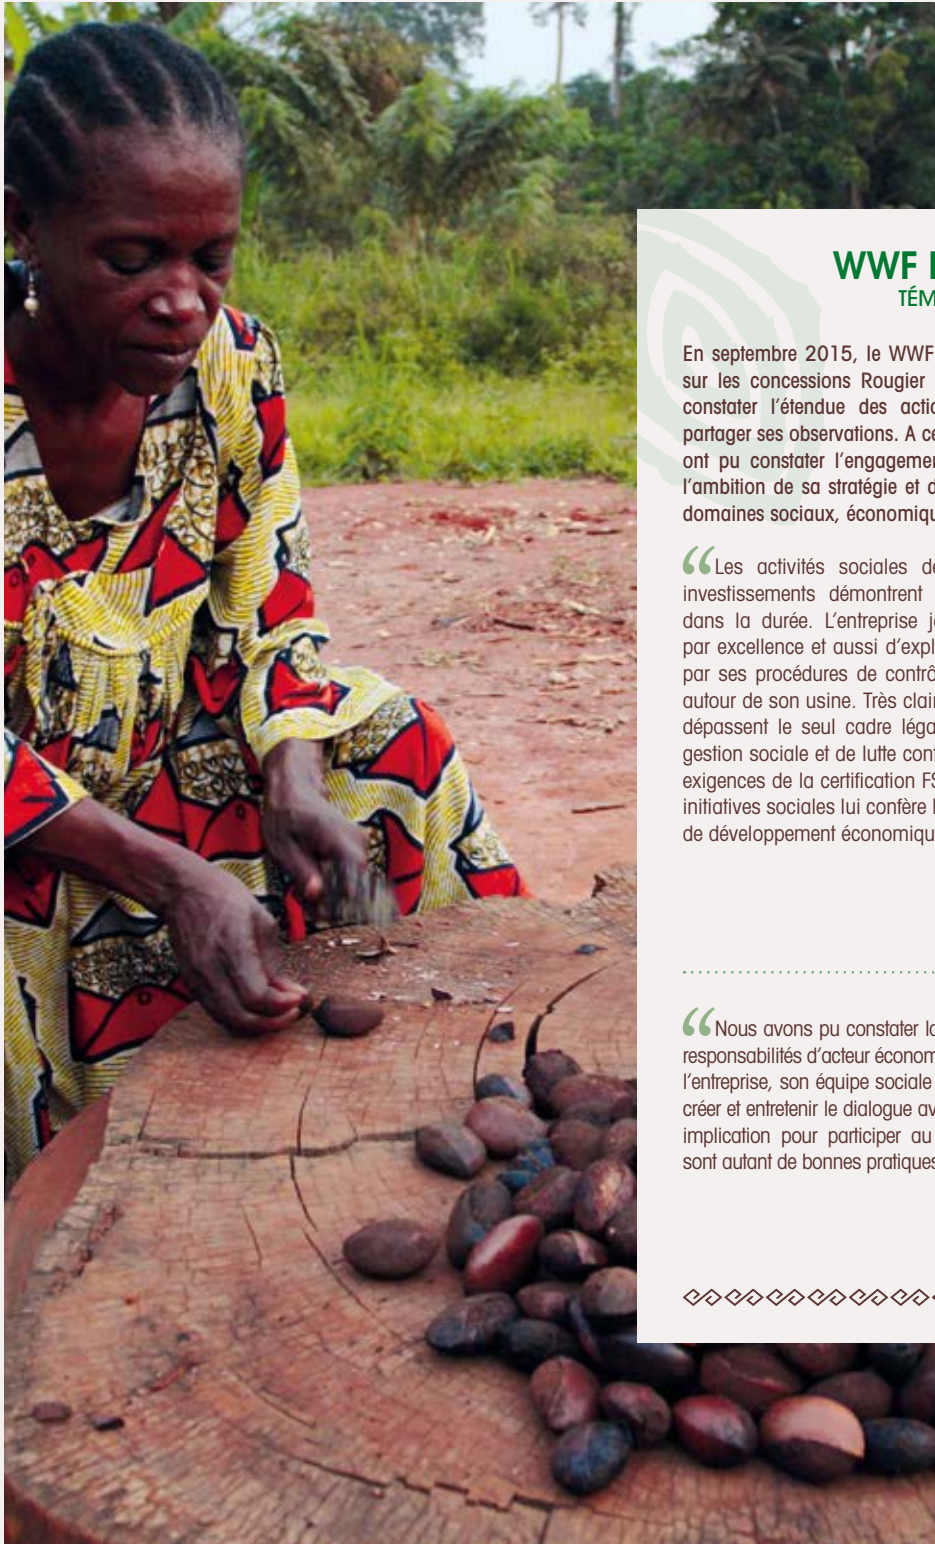 WWF
TÉM
En septembre 2015, le WWF
sur les concessions Rougier
constater l’étendue des actio
partager ses observations. A ce
ont pu constater l’engagemen
l’ambition de sa stratégie et d
domaines sociaux, économiqu
“Les activités sociales de
investissements démontrent
dans la durée. L’entreprise je
par excellence et aussi d’expl
par ses procédures de contrô
autour de son usine. Très clair
dépassent le seul cadre léga
gestion sociale et de lutte cont
exigences de la certification FS
initiatives sociales lui confère l
de développement économiqu
“Nous avons pu constater la
responsabilités d’acteur économ
l’entreprise, son équipe sociale
créer et entretenir le dialogue av
implication pour participer au
sont autant de bonnes pratiques